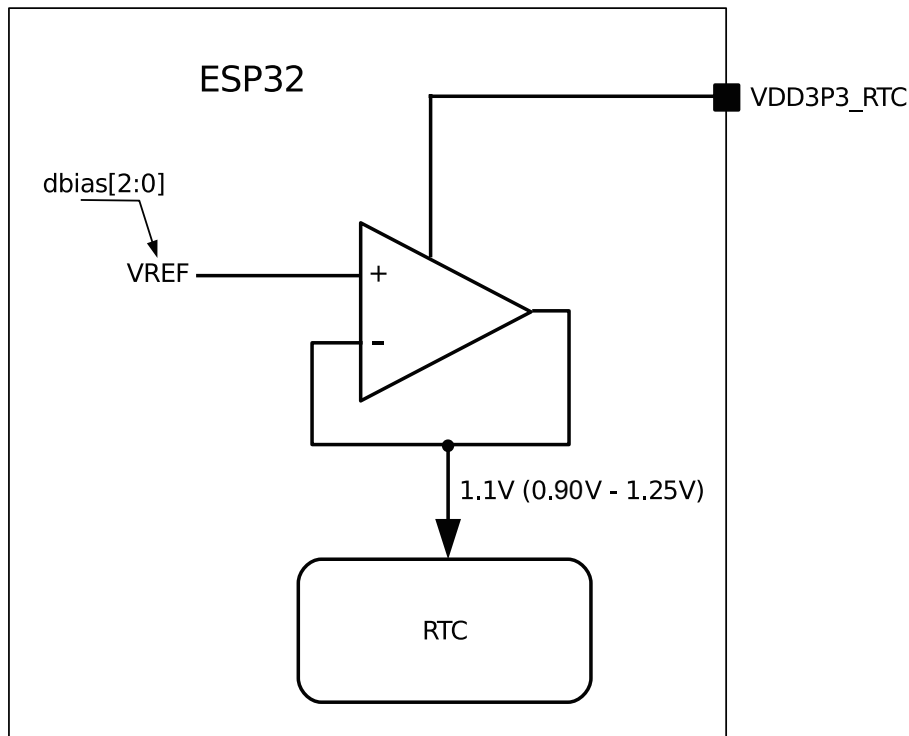 ESP32
VDD3P3_RTC
dbias[2:0]
VREF
+
-
1.1V (0.90V - 1.25V)
RTC